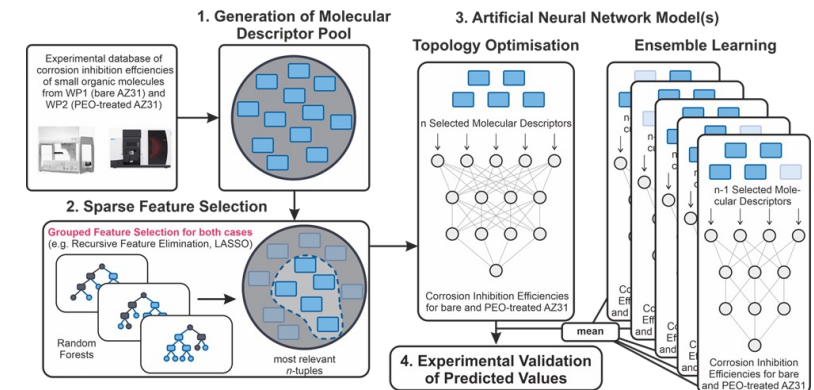 1. Generation of Molecular
Descriptor Pool
Experimental database of
corrosion inhibition effciencies
of small organic molecules
from WP1 (bare AZ31) and
WP2 (PEO-treated AZ31)
2. Sparse Feature Selection
Grouped Feature Selection for both cases
(e.g. Recursive Feature Elimination, LASSO)
Random
Forests
most relevant
n-tuples
3. Artificial Neural Network Model(s)
Topology Optimisation
n Selected Molecular Descriptors
Corrosion Inhibition Efficiencies
for bare and PEO-treated AZ31
Ensemble Learning
n-1 Selected Mole-
cular Descriptors
Corrosion Inhibition
Efficiencies for bare
and PEO-treated AZ31
mean
4. Experimental Validation
of Predicted Values